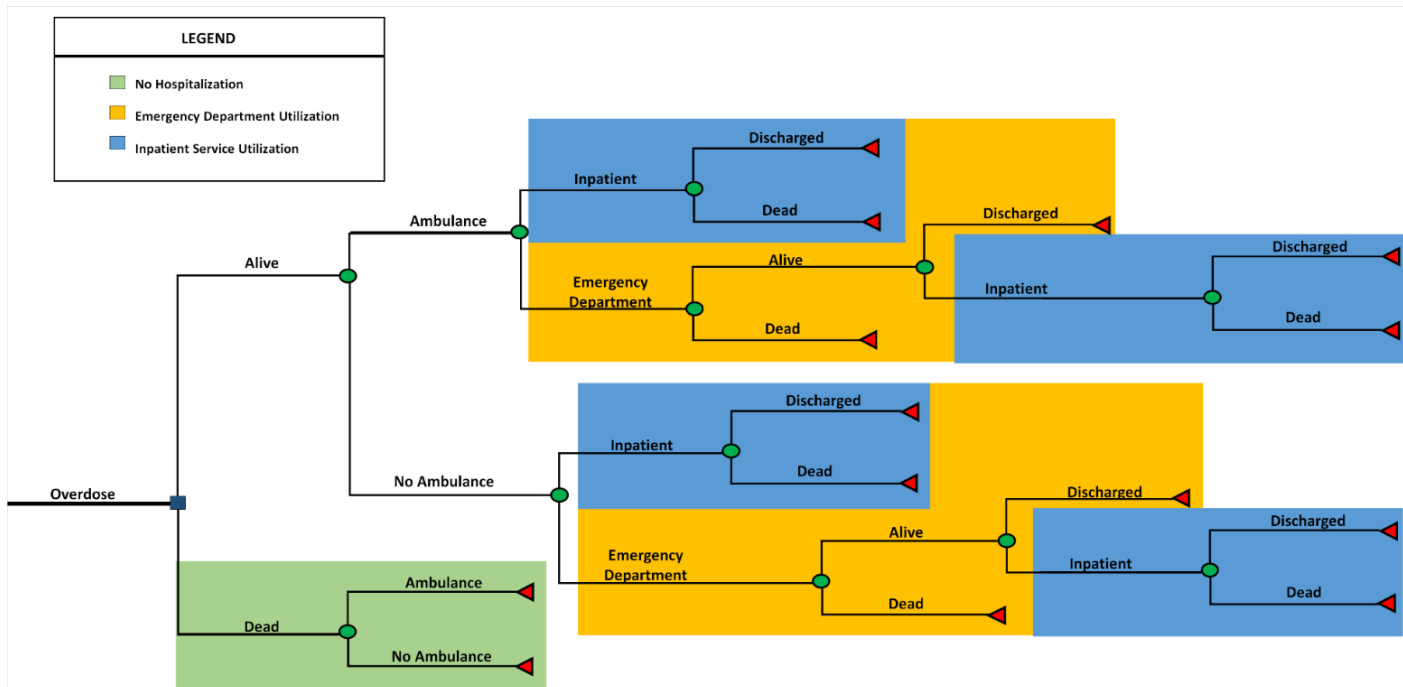 LEGEND
No Hospitalization
Emergency Department Utilization
Inpatient Service Utilization
Discharged
Inpatient
Dead
Ambulance
Discharged
Alive
Emergency
Department
Alive
Discharged
Inpatient
Dead
Dead
Discharged
Inpatient
Dead
No Ambulance
Overdose
Discharged
Alive
Discharged
Emergency
Department
Inpatient
Dead
Dead
Ambulance
Dead
No Ambulance